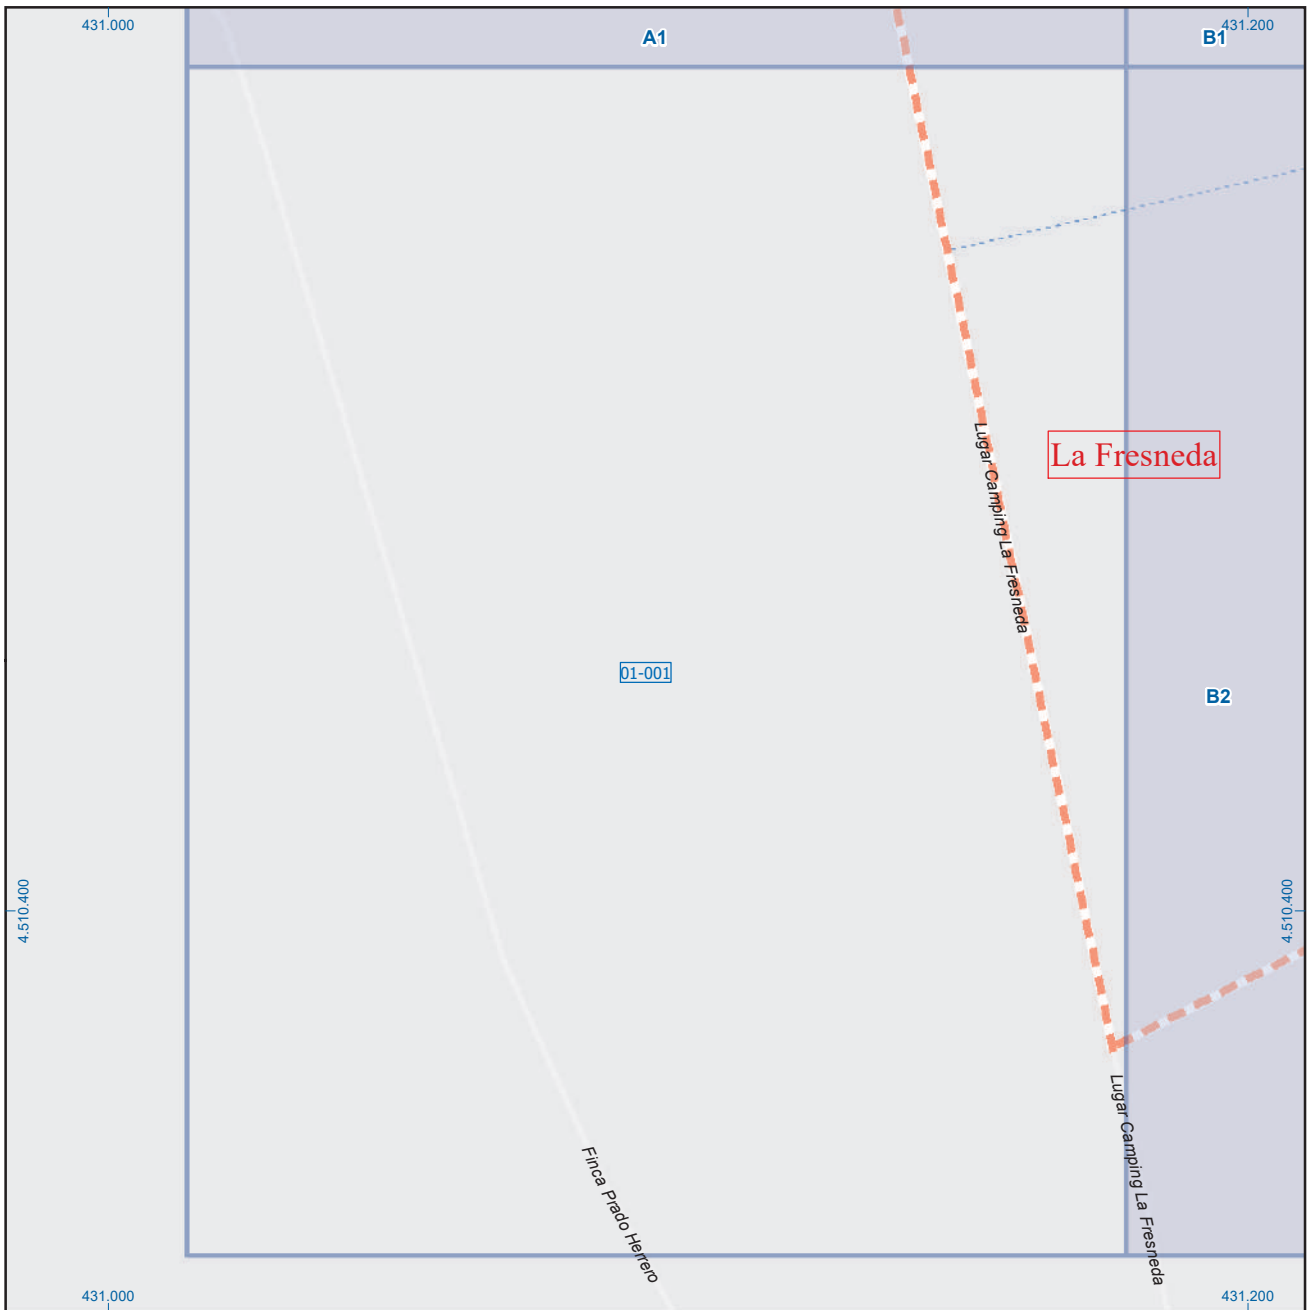 431.000
431.200
A1
B1
Lugar Camping La Fresneda
La Fresneda
01-001
B2
4.510.400
4.510.400
Lugar Camping La Fresneda
Finca Prado Herrero
431.000
431.200